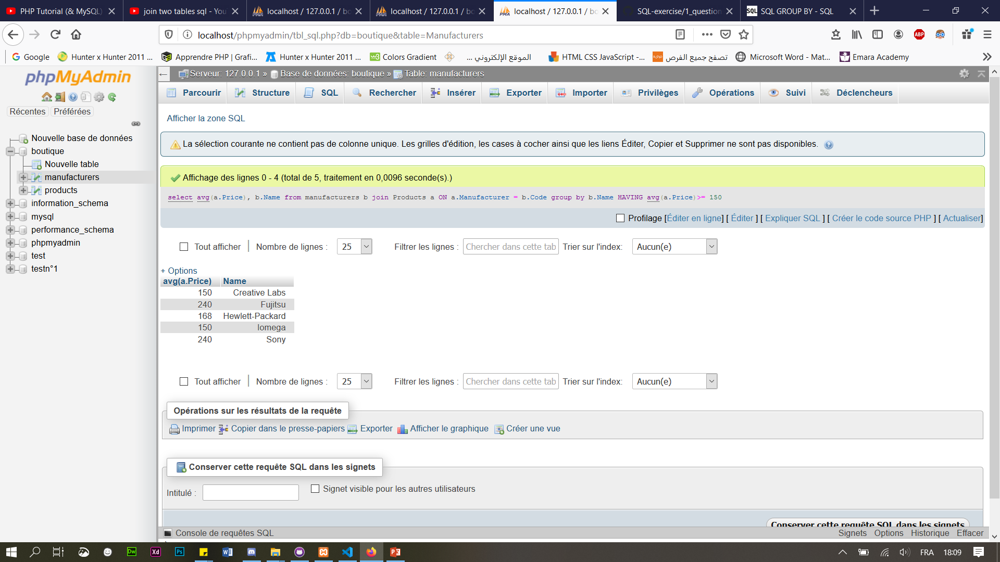 PHP Tutorial (& MySQL)
join two tables sql - You
localhost / 127.0.0.1 / bo
localhost / 127.0.0.1 / bo
localhost / 127.0.0.1 / bo
SQL-exercise/1_question
SQL SQL GROUP BY - SQL
localhost/phpmyadmin/tbl_sql.php?db=boutique&table=Manufacturers
ABP
Google
Hunter x Hunter 2011 ...
Apprendre PHP | Grafi...
Hunter x Hunter 2011 ...
Colors Gradient
الموقع الإلكتروني ...
HTML CSS JavaScript -...
تصفح جميع الفرص
Microsoft Word - Mat...
Emara Academy
phpMyAdmin
Récentes Préférées
Nouvelle base de données
boutique
Nouvelle table
manufacturers
products
information_schema
mysql
performance_schema
phpmyadmin
test
testn°1
Serveur: 127.0.0.1 » Base de données: boutique » Table: manufacturers
Parcourir Structure SQL Rechercher Insérer Exporter Importer Privilèges Opérations Suivi Déclencheurs
Afficher la zone SQL
La sélection courante ne contient pas de colonne unique. Les grilles d'édition, les cases à cocher ainsi que les liens Éditer, Copier et Supprimer ne sont pas disponibles.
Affichage des lignes 0 - 4 (total de 5, traitement en 0,0096 seconde(s).)
select avg(a.Price), b.Name from manufacturers b join Products a ON a.Manufacturer = b.Code group by b.Name HAVING avg(a.Price)>= 150
Profilage [Éditer en ligne] [ Éditer ] [ Expliquer SQL ] [ Créer le code source PHP ] [ Actualiser]
Tout afficher | Nombre de lignes : 25 Filtrer les lignes : Chercher dans cette tab Trier sur l'index: Aucun(e)
+ Options
avg(a.Price) Name
150 Creative Labs
240 Fujitsu
168 Hewlett-Packard
150 Iomega
240 Sony
Tout afficher | Nombre de lignes : 25 Filtrer les lignes : Chercher dans cette tab Trier sur l'index: Aucun(e)
Opérations sur les résultats de la requête
Imprimer Copier dans le presse-papiers Exporter Afficher le graphique Créer une vue
Conserver cette requête SQL dans les signets
Intitulé : Signet visible pour les autres utilisateurs
Conserver cette requête SQL dans les signets
Console de requêtes SQL
Signets Options Historique Effacer
Dw Xd Ps
FRA 18:09